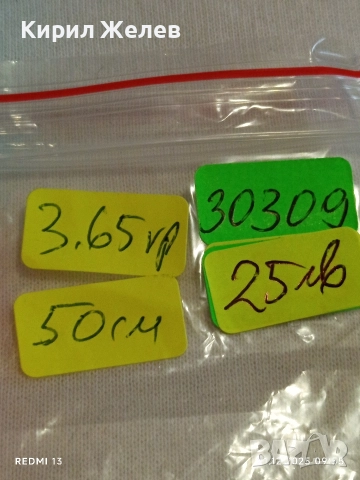 Кирил Желев
3.65гр
30309
50см
25лв
REDMI 13